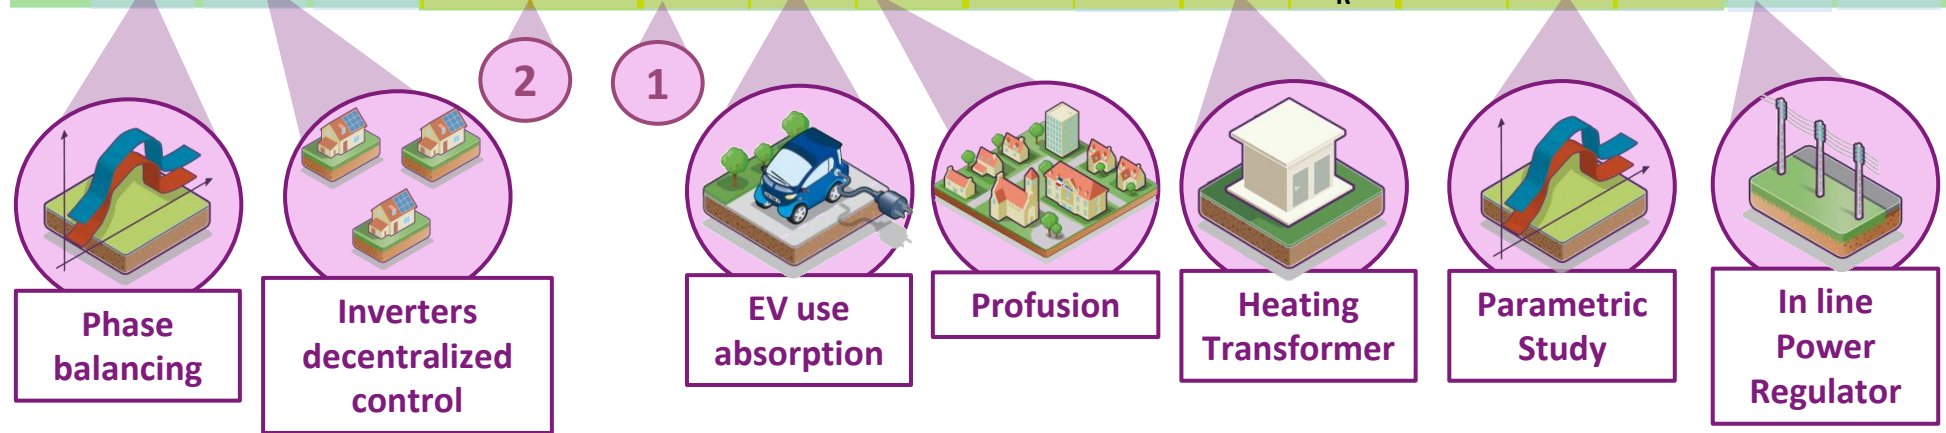 R
2
1
Phase
balancing
Inverters
decentralized
control
EV use
absorption
Profusion
Heating
Transformer
Parametric
Study
In line
Power
Regulator